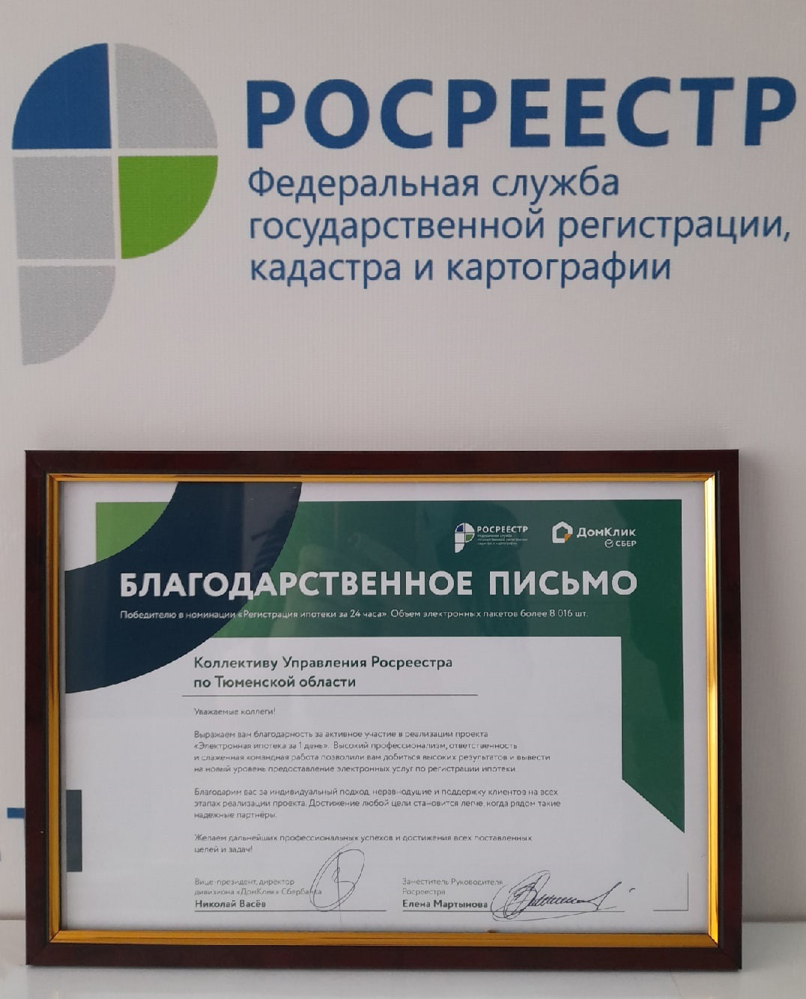 РОСРЕЕСТР
Федеральная служба
государственной регистрации,
кадастра и картографии
РОСРЕЕСТР
Федеральная служба
государственной регистрации
кадастра и картографии
ДомКлик
СБЕР
БЛАГОДАРСТВЕННОЕ ПИСЬМО
Победителю в номинации «Регистрация ипотеки за 24 часа». Объем электронных пакетов более 8 016 шт.
Коллективу Управления Росреестра
по Тюменской области
Уважаемые коллеги!
Выражаем вам благодарность за активное участие в реализации проекта
«Электронная ипотека за 1 день». Высокий профессионализм, ответственность
и слаженная командная работа позволили вам добиться высоких результатов и вывести
на новый уровень предоставление электронных услуг по регистрации ипотеки.
Благодарим вас за индивидуальный подход, неравнодушие и поддержку клиентов на всех
этапах реализации проекта. Достижение любой цели становится легче, когда рядом такие
надежные партнёры.
Желаем дальнейших профессиональных успехов и достижения всех поставленных
целей и задач!
Вице-президент, директор
дивизиона «ДомКлик» Сбербанка
Николай Васёв
Заместитель Руководителя
Росреестра
Елена Мартынова